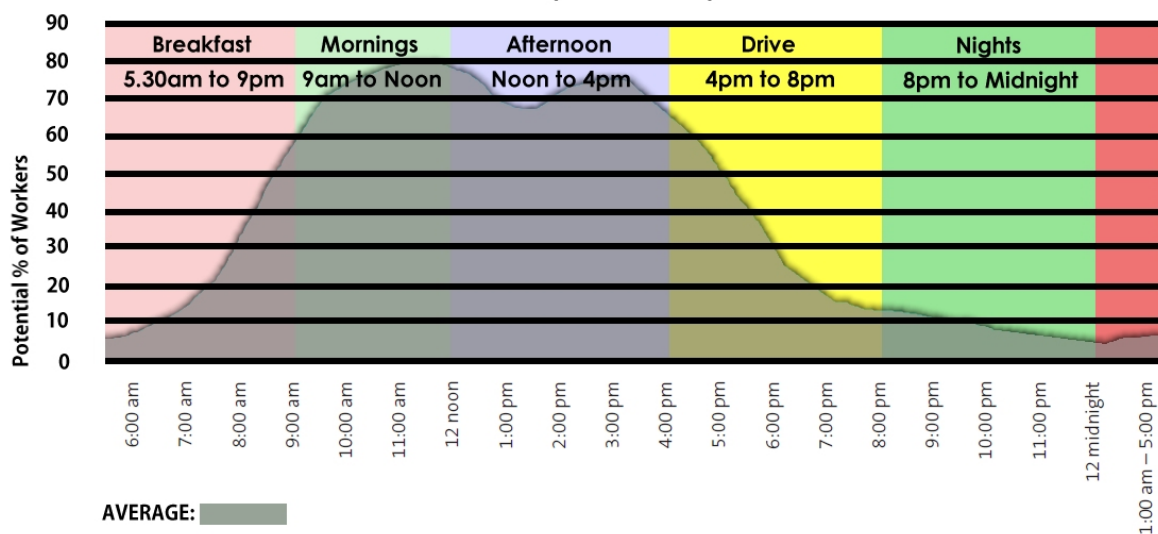 90
80
70
60
50
40
30
20
10
0
Potential % of Workers
Breakfast
5.30am to 9pm
Mornings
9am to Noon
Afternoon
Noon to 4pm
Drive
4pm to 8pm
Nights
8pm to Midnight
6:00 am
7:00 am
8:00 am
9:00 am
10:00 am
11:00 am
12 noon
1:00 pm
2:00 pm
3:00 pm
4:00 pm
5:00 pm
6:00 pm
7:00 pm
8:00 pm
9:00 pm
10:00 pm
11:00 pm
12 midnight
1:00 am – 5:00 pm
AVERAGE: